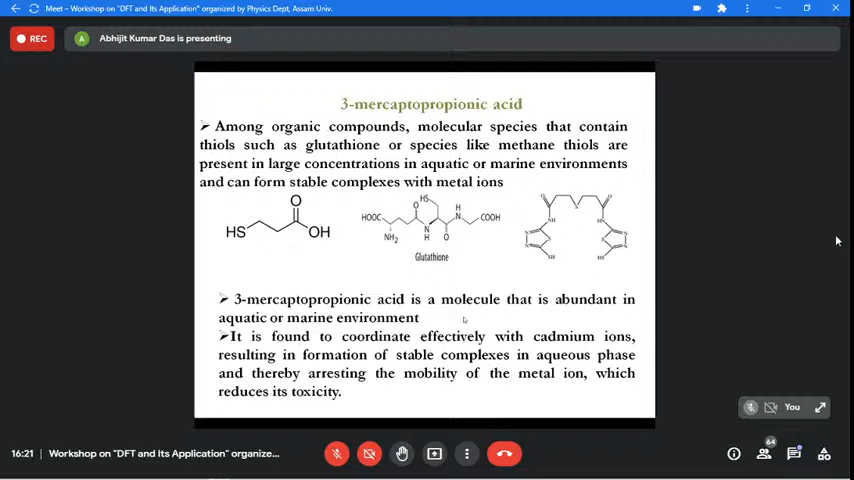 Meet – Workshop on "DFT and Its Application" organized by Physics Dept, Assam Univ.
REC
A
Abhijit Kumar Das is presenting
3-mercaptopropionic acid
➢ Among organic compounds, molecular species that contain
thiols such as glutathione or species like methane thiols are
present in large concentrations in aquatic or marine environments
and can form stable complexes with metal ions
O
HS
OH
HS
O
H
N
HOOC
COOH
NH2
N
H
O
Glutathione
O
S
O
NH
HN
N
N
S
S
N
N
SH
HS
➢ 3-mercaptopropionic acid is a molecule that is abundant in
aquatic or marine environment
➢It is found to coordinate effectively with cadmium ions,
resulting in formation of stable complexes in aqueous phase
and thereby arresting the mobility of the metal ion, which
reduces its toxicity.
You
16:21 | Workshop on "DFT and Its Application" organize...
64